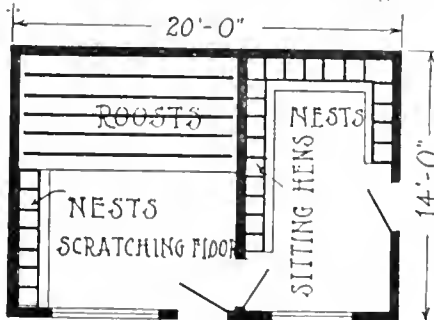 20'-0"
ROOSTS
NESTS
NESTS
SCRATCHING FLOOR
SITTING HENS
14'-0"